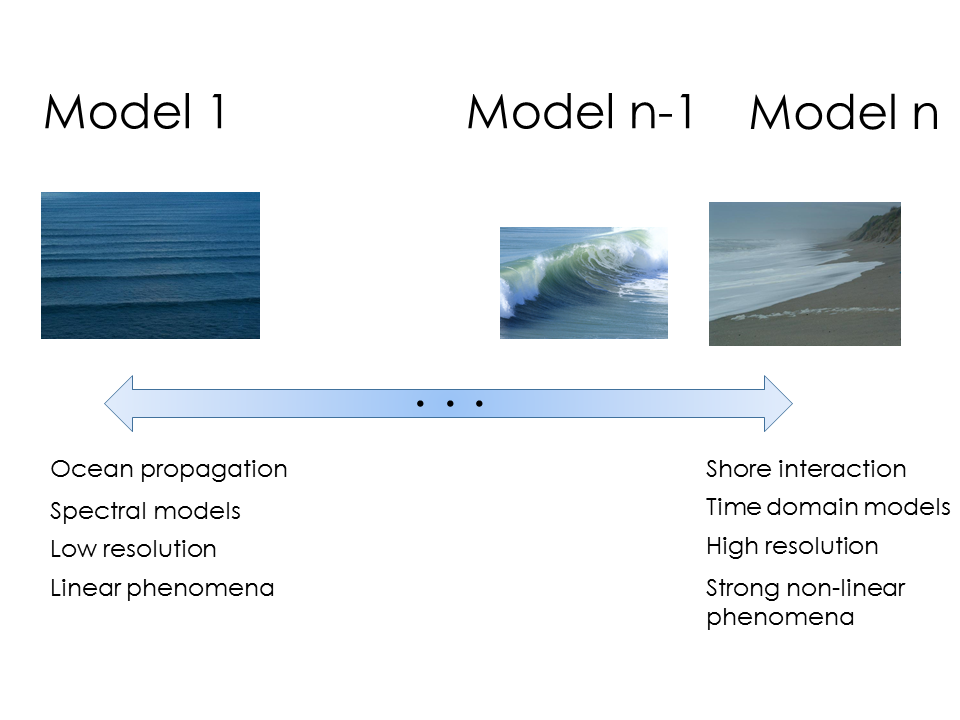 Model 1
Model n-1
Model n
. . .
Ocean propagation
Spectral models
Low resolution
Linear phenomena
Shore interaction
Time domain models
High resolution
Strong non-linear
phenomena